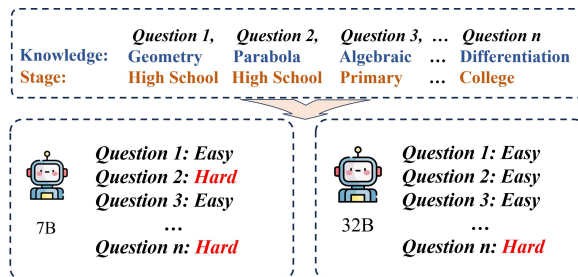 Question 1, Question 2, Question 3, ... Question n
Knowledge: Geometry Parabola Algebraic ... Differentiation
Stage: High School High School Primary ... College
Question 1: Easy
Question 2: Hard
Question 3: Easy
...
Question n: Hard
7B
Question 1: Easy
Question 2: Easy
Question 3: Easy
...
Question n: Hard
32B